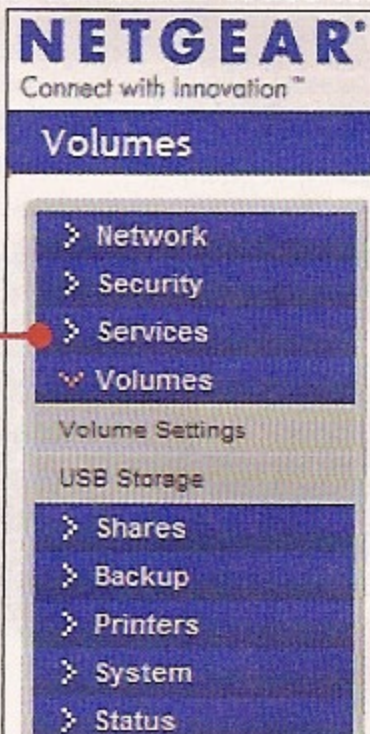 NETGEAR®
Connect with Innovation™
Volumes
Network
Security
Services
Volumes
Volume Settings
USB Storage
Shares
Backup
Printers
System
Status